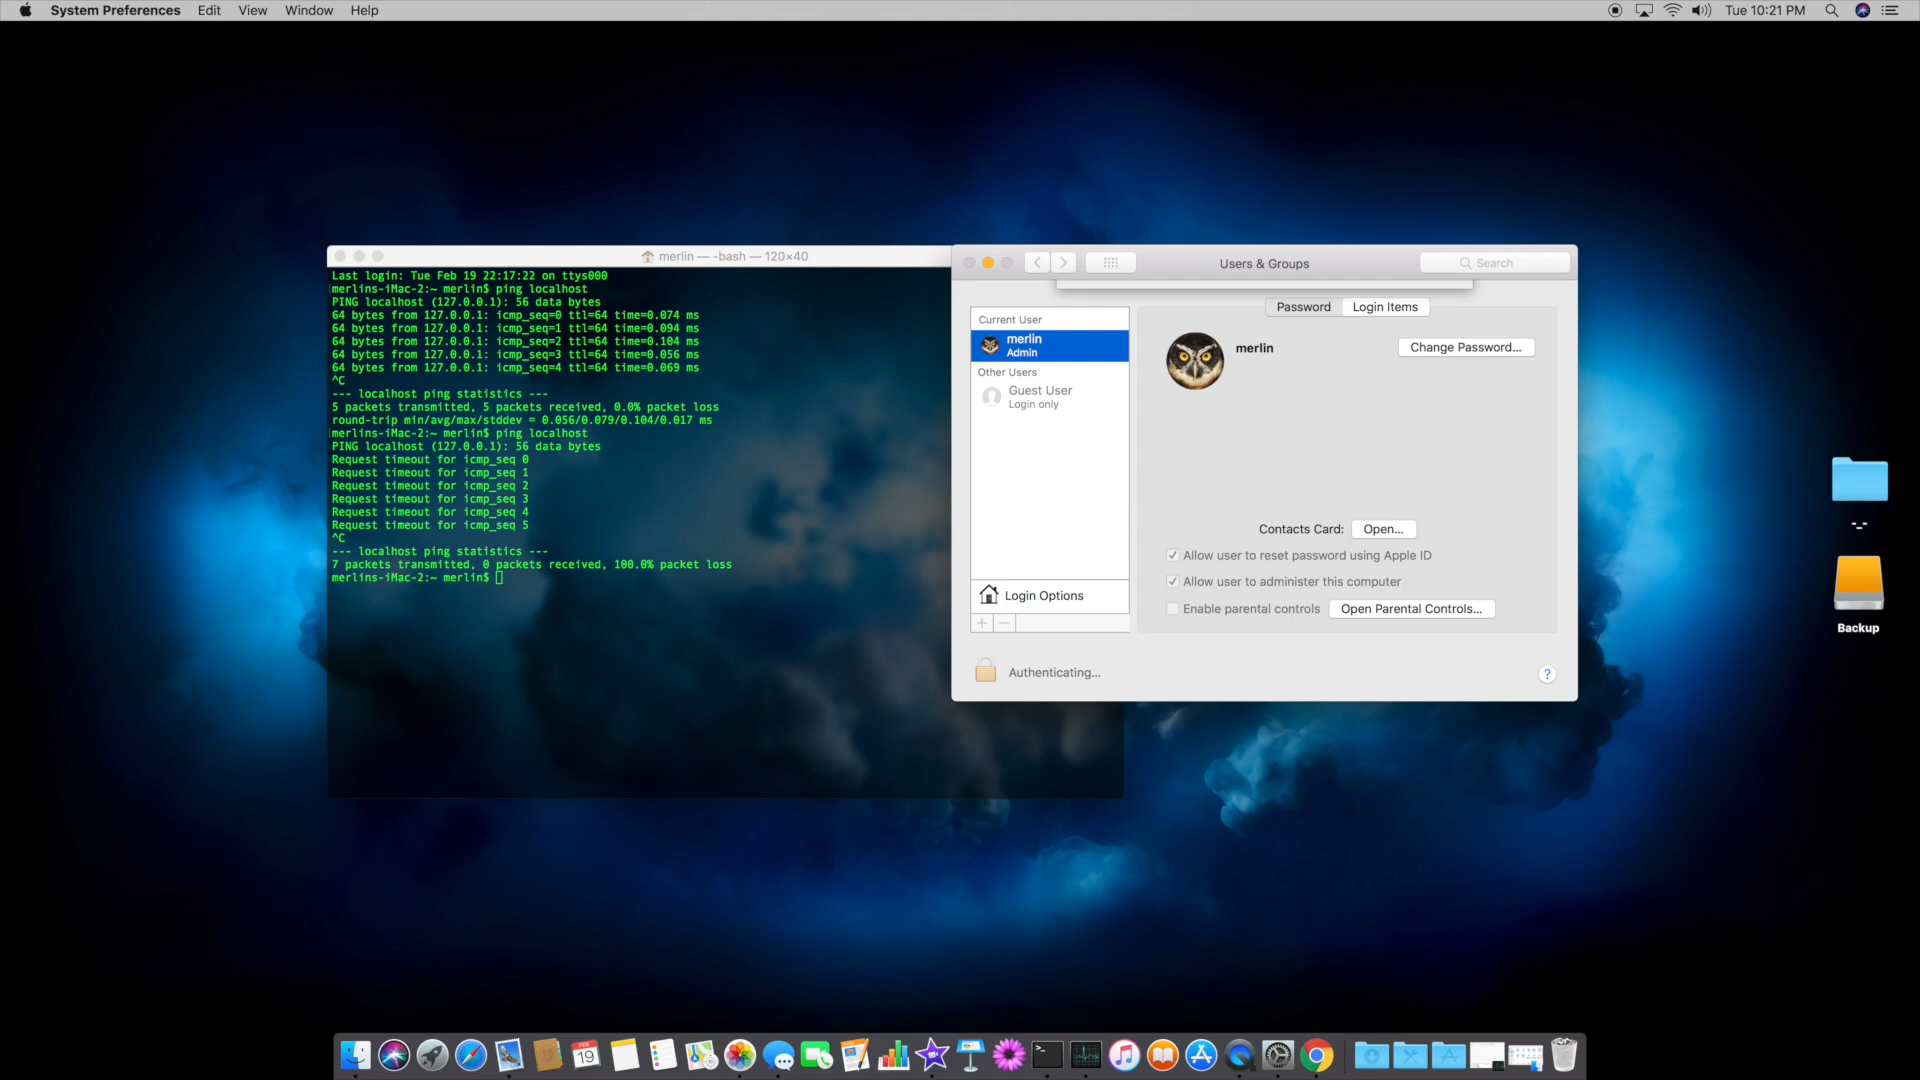 System Preferences Edit View Window Help
Tue 10:21 PM
merlin — -bash — 120×40
Last login: Tue Feb 19 22:17:22 on ttys000
[merlins-iMac-2:~ merlin$ ping localhost
PING localhost (127.0.0.1): 56 data bytes
64 bytes from 127.0.0.1: icmp_seq=0 ttl=64 time=0.074 ms
64 bytes from 127.0.0.1: icmp_seq=1 ttl=64 time=0.094 ms
64 bytes from 127.0.0.1: icmp_seq=2 ttl=64 time=0.104 ms
64 bytes from 127.0.0.1: icmp_seq=3 ttl=64 time=0.056 ms
64 bytes from 127.0.0.1: icmp_seq=4 ttl=64 time=0.069 ms
^C
--- localhost ping statistics ---
5 packets transmitted, 5 packets received, 0.0% packet loss
round-trip min/avg/max/stddev = 0.056/0.079/0.104/0.017 ms
[merlins-iMac-2:~ merlin$ ping localhost
PING localhost (127.0.0.1): 56 data bytes
Request timeout for icmp_seq 0
Request timeout for icmp_seq 1
Request timeout for icmp_seq 2
Request timeout for icmp_seq 3
Request timeout for icmp_seq 4
Request timeout for icmp_seq 5
^C
--- localhost ping statistics ---
7 packets transmitted, 0 packets received, 100.0% packet loss
merlins-iMac-2:~ merlin$
Users & Groups
Search
Password Login Items
Current User
merlin
Admin
Other Users
Guest User
Login only
Login Options
+ −
merlin
Change Password...
Contacts Card: Open...
Allow user to reset password using Apple ID
Allow user to administer this computer
Enable parental controls Open Parental Controls...
Authenticating...
?
-_-
Backup
FEB
19
>_